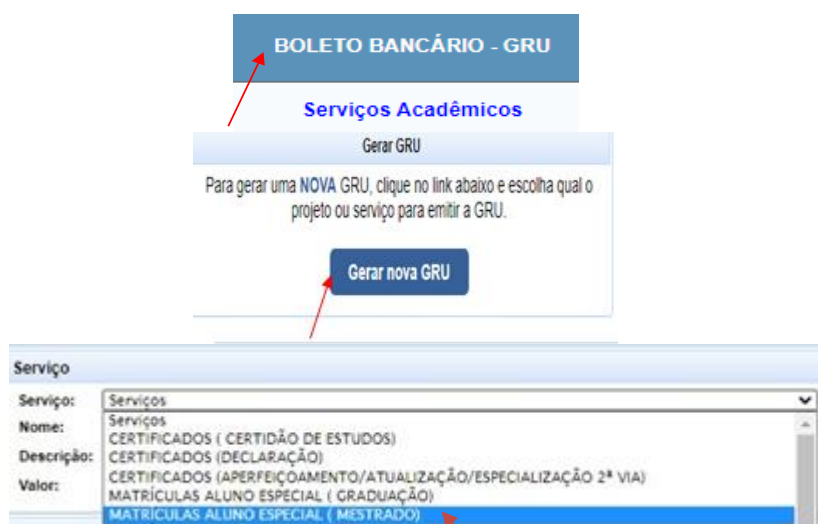 BOLETO BANCÁRIO - GRU
Serviços Acadêmicos
Gerar GRU
Para gerar uma NOVA GRU, clique no link abaixo e escolha qual o
projeto ou serviço para emitir a GRU.
Gerar nova GRU
Serviço
Serviço: Serviços
Nome: Serviços
CERTIFICADOS ( CERTIDÃO DE ESTUDOS)
Descrição: CERTIFICADOS (DECLARAÇÃO)
Valor: CERTIFICADOS (APERFEIÇOAMENTO/ATUALIZAÇÃO/ESPECIALIZAÇÃO 2ª VIA)
MATRÍCULAS ALUNO ESPECIAL ( GRADUAÇÃO)
MATRÍCULAS ALUNO ESPECIAL ( MESTRADO)